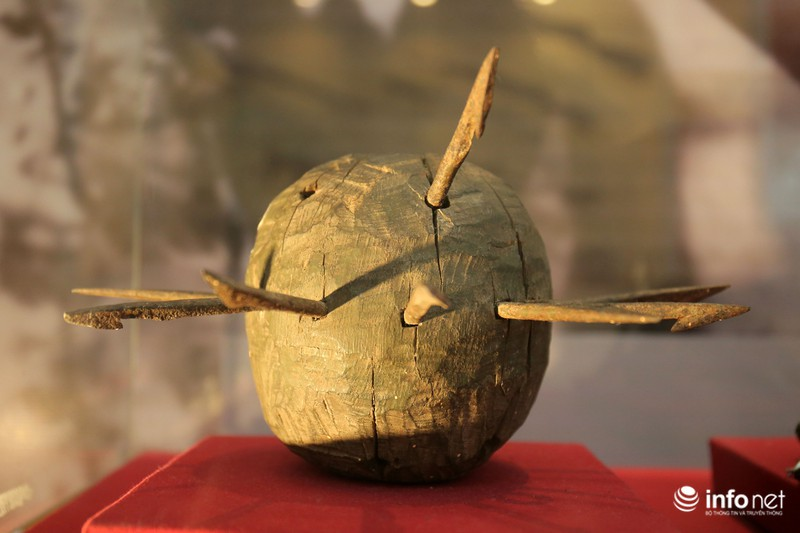 infonet
BỘ THÔNG TIN VÀ TRUYỀN THÔNG